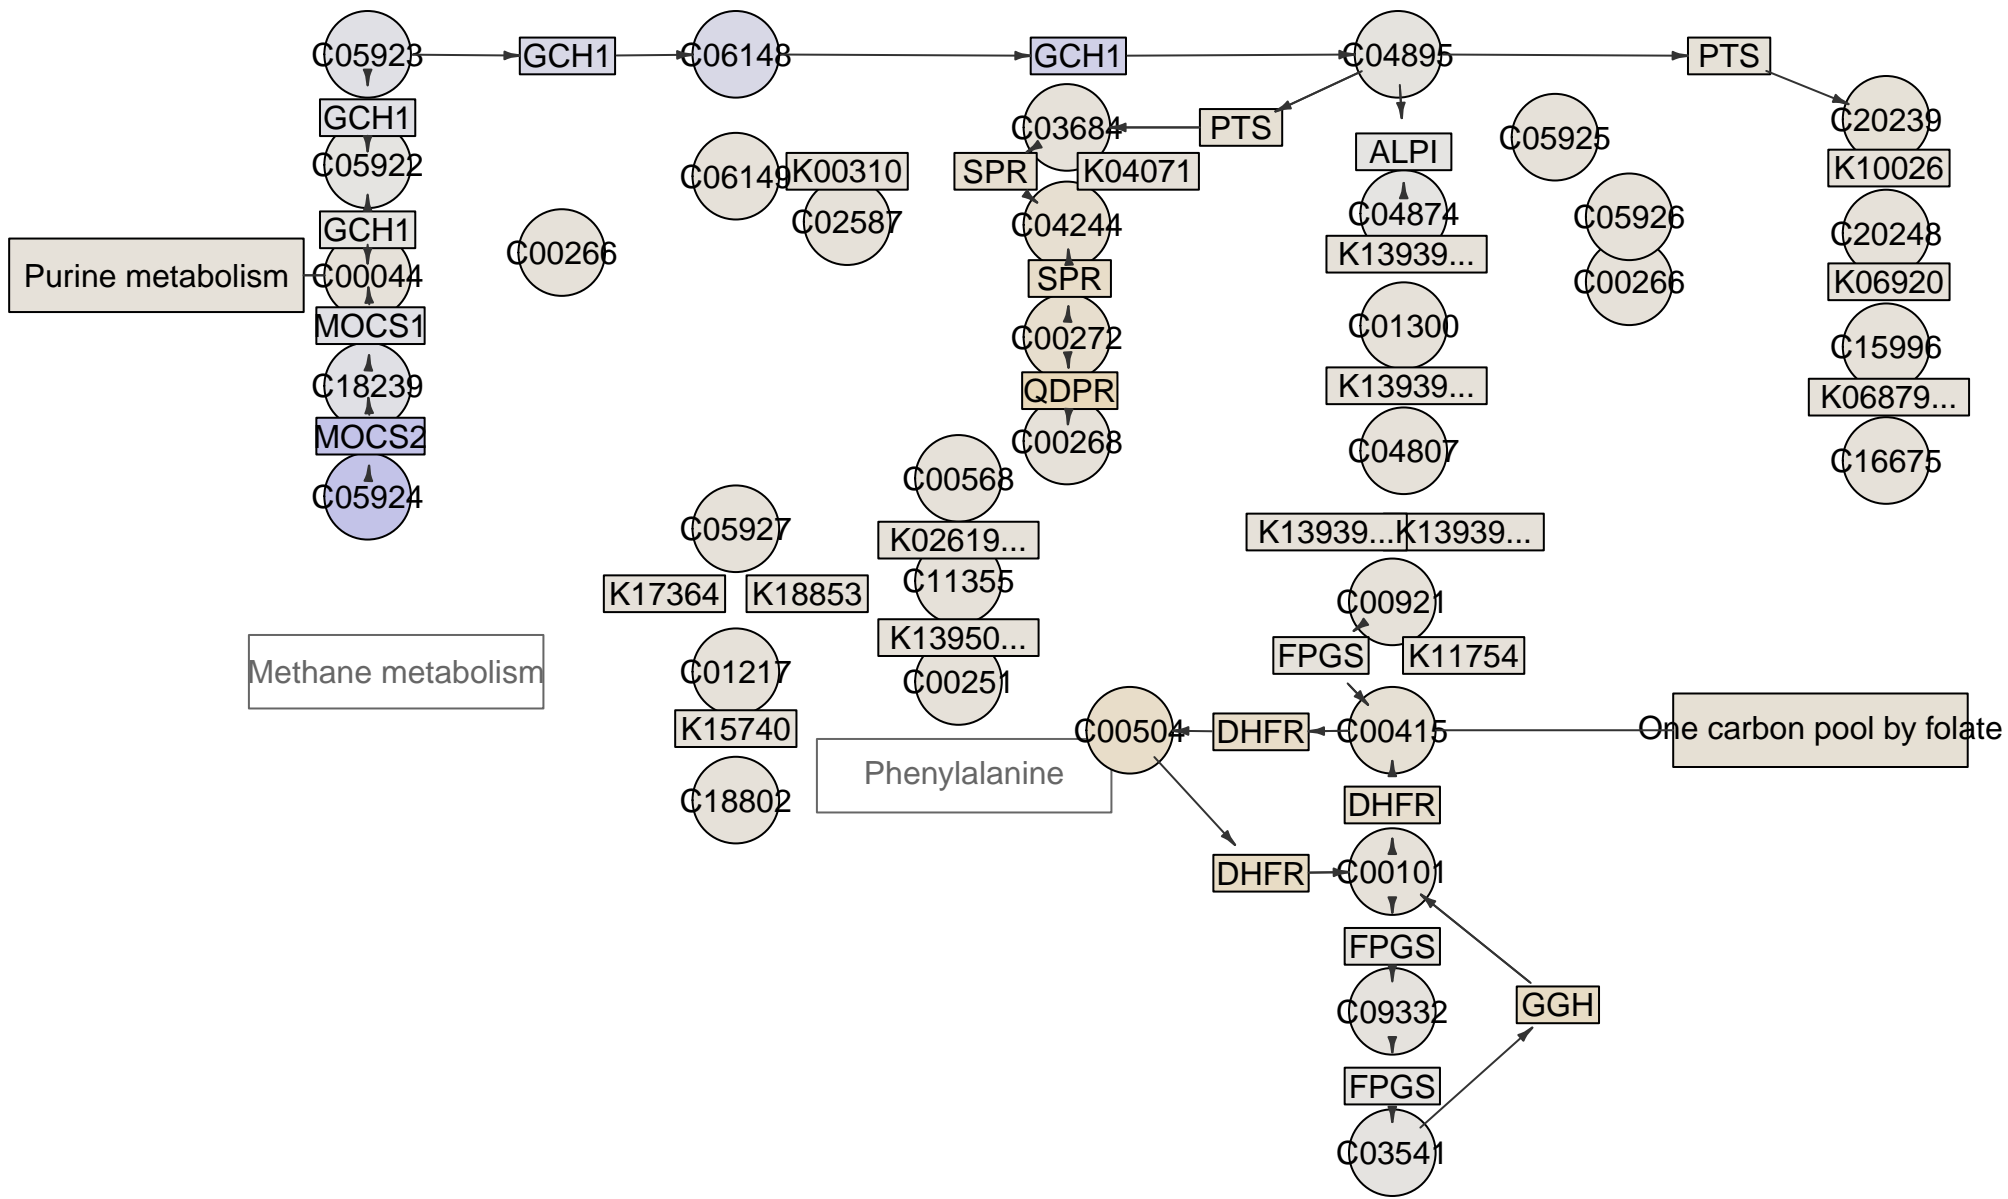 C05923
GCH1
C06148
GCH1
C04895
PTS
GCH1
C03684
PTS
C20239
C05925
ALPI
C05922
C06149
K00310
SPR
K04071
K10026
GCH1
C02587
C04244
C04874
C05926
C20248
C00266
K13939...
Purine metabolism
C00044
SPR
C00266
K06920
MOCS1
C00272
C01300
C15996
C18239
QDPR
K13939...
K06879...
MOCS2
C00268
C04807
C16675
C05924
C00568
C05927
K02619...
K13939...
K13939...
C11355
K17364
K18853
C00921
K13950...
FPGS
K11754
Methane metabolism
C01217
C00251
K15740
C00504
DHFR
C00415
One carbon pool by folate
Phenylalanine
C18802
DHFR
DHFR
C00101
FPGS
C09332
GGH
FPGS
C03541